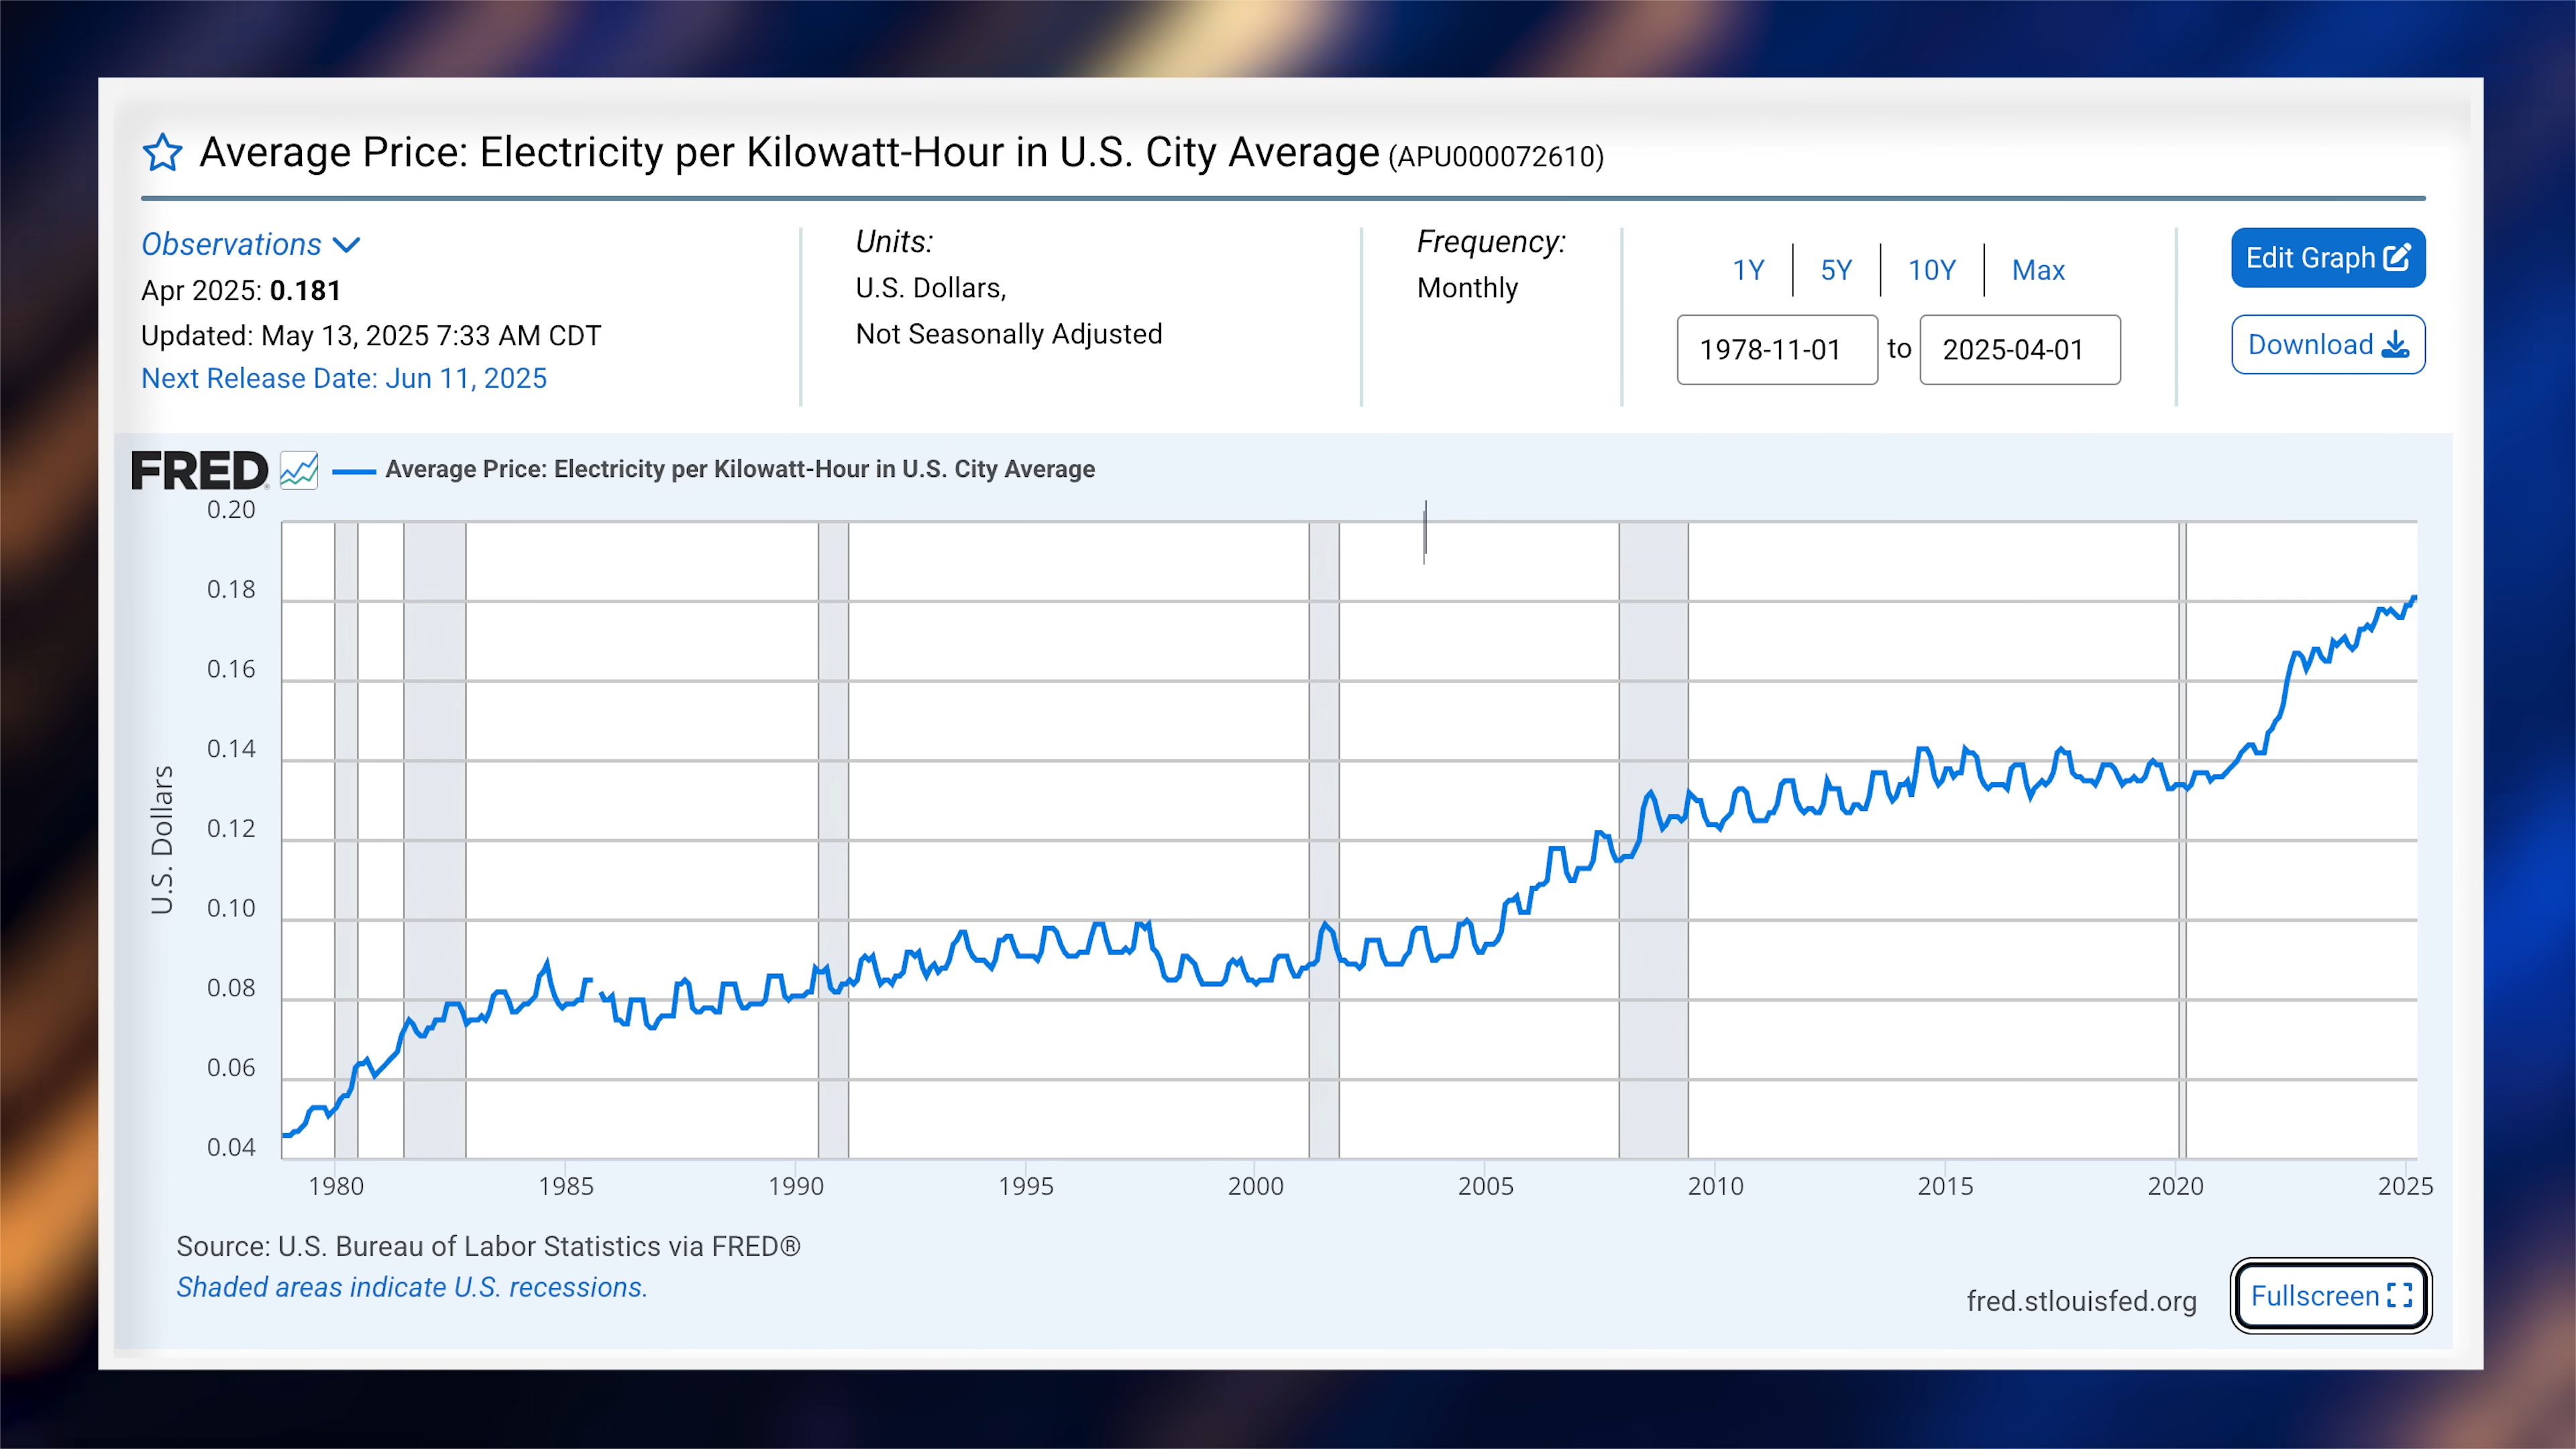 Average Price: Electricity per Kilowatt-Hour in U.S. City Average (APU000072610)
Observations
Apr 2025: 0.181
Updated: May 13, 2025 7:33 AM CDT
Next Release Date: Jun 11, 2025
Units:
U.S. Dollars,
Not Seasonally Adjusted
Frequency:
Monthly
1Y | 5Y | 10Y | Max
1978-11-01 to 2025-04-01
Edit Graph
Download
FRED
Average Price: Electricity per Kilowatt-Hour in U.S. City Average
0.20
0.18
0.16
0.14
0.12
0.10
0.08
0.06
0.04
U.S. Dollars
1980 1985 1990 1995 2000 2005 2010 2015 2020 2025
Source: U.S. Bureau of Labor Statistics via FRED®
Shaded areas indicate U.S. recessions.
fred.stlouisfed.org
Fullscreen